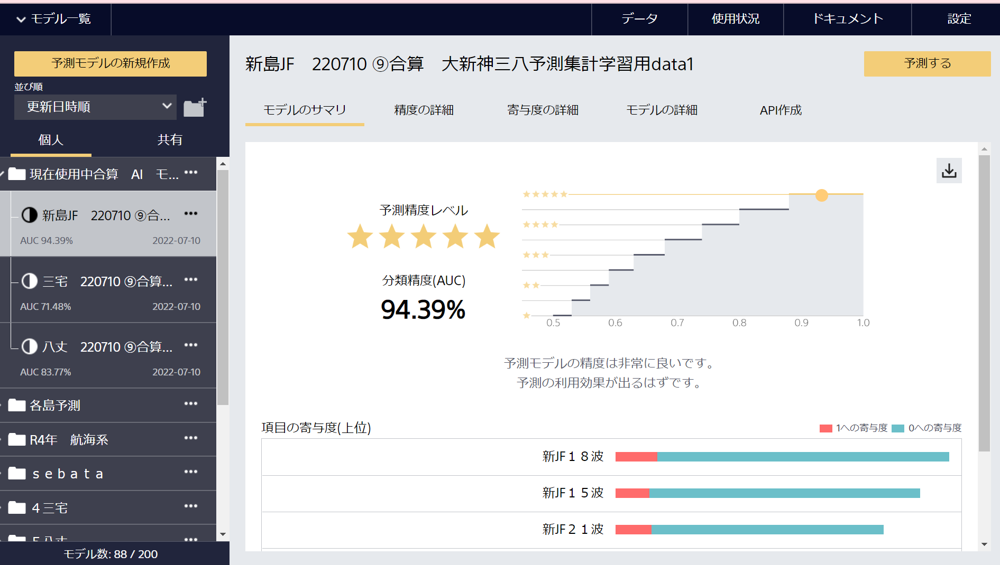 モデル一覧
データ
使用状況
ドキュメント
設定
予測モデルの新規作成
並び順
更新日時順
個人
共有
現在使用中合算　AI　モ...
新島JF　220710 ⑨合...
AUC 94.39%
2022-07-10
三宅　220710 ⑨合算...
AUC 71.48%
2022-07-10
八丈　220710 ⑨合算...
AUC 83.77%
2022-07-10
各島予測
R4年　航海系
ｓｅｂａｔａ
４三宅
５八丈
モデル数: 88 / 200
新島JF　220710 ⑨合算　大新神三八予測集計学習用data1
予測する
モデルのサマリ
精度の詳細
寄与度の詳細
モデルの詳細
API作成
予測精度レベル
分類精度(AUC)
94.39%
0.5
0.6
0.7
0.8
0.9
1.0
予測モデルの精度は非常に良いです。
予測の利用効果が出るはずです。
項目の寄与度(上位)
1への寄与度
0への寄与度
新JF１８波
新JF１５波
新JF２１波